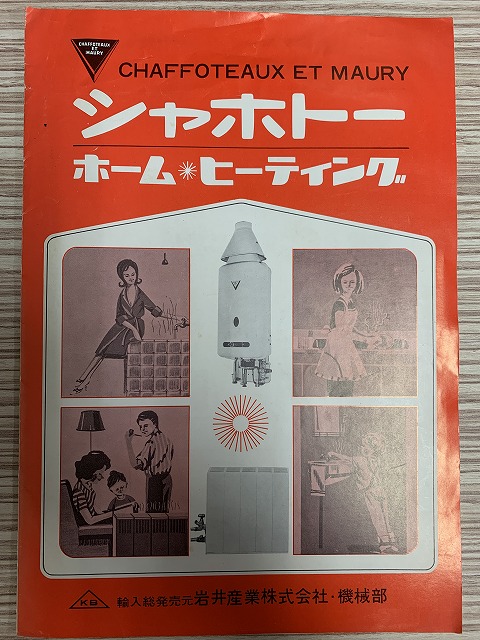 CHAFFOTEAUX
ET
MAURY
CHAFFOTEAUX ET MAURY
シャホトー
ホーム*ヒーティング
KB 輸入総発売元 岩井産業株式会社・機械部